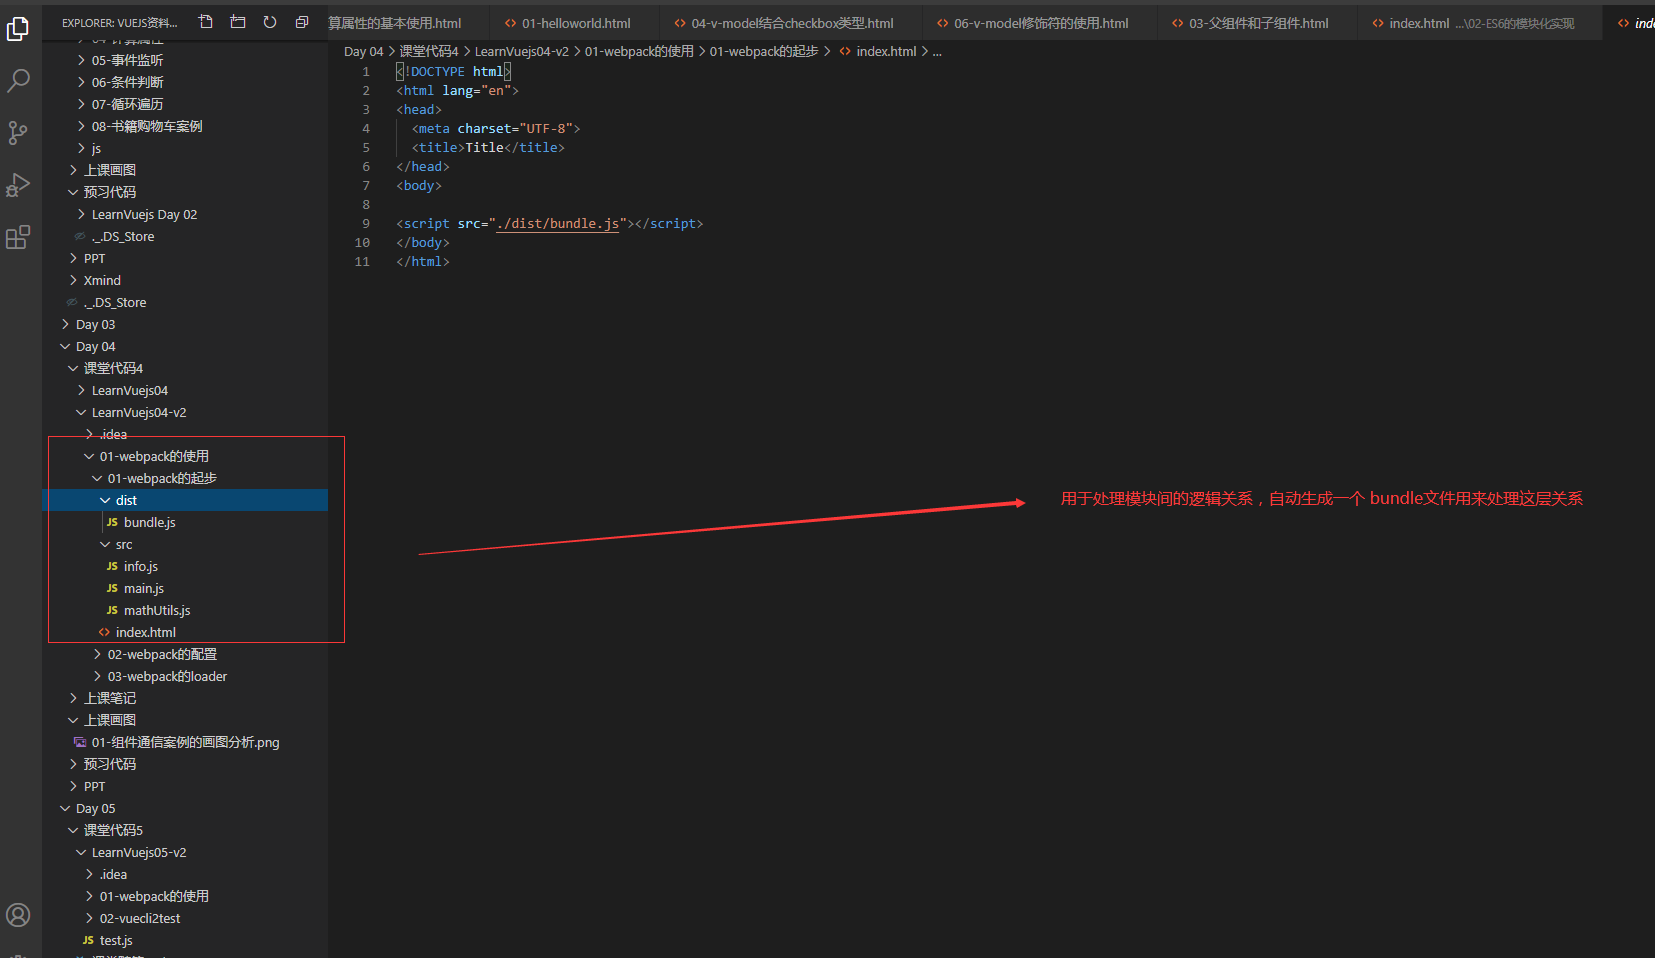 EXPLORER: VUEJS资料...
算属性的基本使用.html
01-helloworld.html
04-v-model结合checkbox类型.html
06-v-model修饰符的使用.html
03-父组件和子组件.html
index.html ...\02-ES6的模块化实现
05-事件监听
06-条件判断
07-循环遍历
08-书籍购物车案例
js
上课画图
预习代码
LearnVuejs Day 02
._.DS_Store
PPT
Xmind
._.DS_Store
Day 03
Day 04
课堂代码4
LearnVuejs04
LearnVuejs04-v2
.idea
01-webpack的使用
01-webpack的起步
dist
JS bundle.js
src
JS info.js
JS main.js
JS mathUtils.js
index.html
02-webpack的配置
03-webpack的loader
上课笔记
上课画图
01-组件通信案例的画图分析.png
预习代码
PPT
Day 05
课堂代码5
LearnVuejs05-v2
.idea
01-webpack的使用
02-vuecli2test
JS test.js
Day 04 > 课堂代码4 > LearnVuejs04-v2 > 01-webpack的使用 > 01-webpack的起步 > index.html > ...
1 <!DOCTYPE html>
2 <html lang="en">
3 <head>
4 <meta charset="UTF-8">
5 <title>Title</title>
6 </head>
7 <body>
8
9 <script src="./dist/bundle.js"></script>
10 </body>
11 </html>
用于处理模块间的逻辑关系，自动生成一个 bundle文件用来处理这层关系